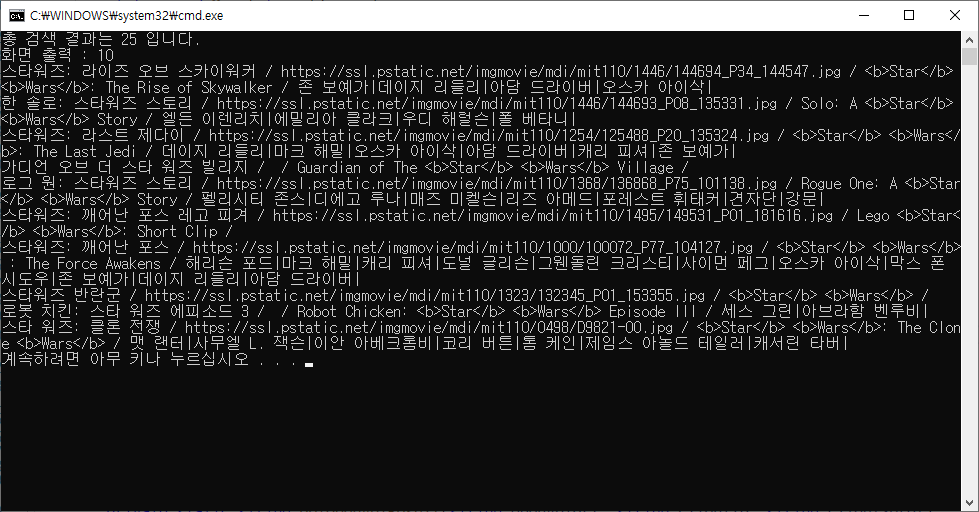 C:₩WINDOWS₩system32₩cmd.exe
총 검색 결과는 25 입니다.
화면 출력 : 10
스타워즈: 라이즈 오브 스카이워커 / https://ssl.pstatic.net/imgmovie/mdi/mit110/1446/144694_P34_144547.jpg / <b>Star</b>
<b>Wars</b>: The Rise of Skywalker / 존 보예가|데이지 리들리|아담 드라이버|오스카 아이삭|
한 솔로: 스타워즈 스토리 / https://ssl.pstatic.net/imgmovie/mdi/mit110/1446/144693_P08_135331.jpg / Solo: A <b>Star</b>
<b>Wars</b> Story / 엘든 이렌리치|에밀리아 클라크|우디 해럴슨|폴 베타니|
스타워즈: 라스트 제다이 / https://ssl.pstatic.net/imgmovie/mdi/mit110/1254/125488_P20_135324.jpg / <b>Star</b> <b>Wars</
b>: The Last Jedi / 데이지 리들리|마크 해밀|오스카 아이삭|아담 드라이버|캐리 피셔|존 보예가|
가디언 오브 더 스타 워즈 빌리지 /  / Guardian of The <b>Star</b> <b>Wars</b> Village /
로그 원: 스타워즈 스토리 / https://ssl.pstatic.net/imgmovie/mdi/mit110/1368/136868_P75_101138.jpg / Rogue One: A <b>Star
</b> <b>Wars</b> Story / 펠리시티 존스|디에고 루나|매즈 미켈슨|리즈 아메드|포레스트 휘태커|견자단|강문|
스타워즈: 깨어난 포스 레고 피겨 / https://ssl.pstatic.net/imgmovie/mdi/mit110/1495/149531_P01_181616.jpg / Lego <b>Star<
/b> <b>Wars</b>: Short Clip /
스타워즈: 깨어난 포스 / https://ssl.pstatic.net/imgmovie/mdi/mit110/1000/100072_P77_104127.jpg / <b>Star</b> <b>Wars</b>
: The Force Awakens / 해리슨 포드|마크 해밀|캐리 피셔|도널 글리슨|그웬돌린 크리스티|사이먼 페그|오스카 아이삭|막스 폰
시도우|존 보예가|데이지 리들리|아담 드라이버|
스타워즈 반란군 / https://ssl.pstatic.net/imgmovie/mdi/mit110/1323/132345_P01_153355.jpg / <b>Star</b> <b>Wars</b> /
로봇 치킨: 스타 워즈 에피소드 3 /  / Robot Chicken: <b>Star</b> <b>Wars</b> Episode III / 세스 그린|아브라함 벤루비|
스타 워즈: 클론 전쟁 / https://ssl.pstatic.net/imgmovie/mdi/mit110/0498/D9821-00.jpg / <b>Star</b> <b>Wars</b>: The Clon
e <b>Wars</b> / 맷 랜터|사무엘 L. 잭슨|이안 아베크롬비|코리 버튼|톰 케인|제임스 아놀드 테일러|캐서린 타버|
계속하려면 아무 키나 누르십시오 . . .